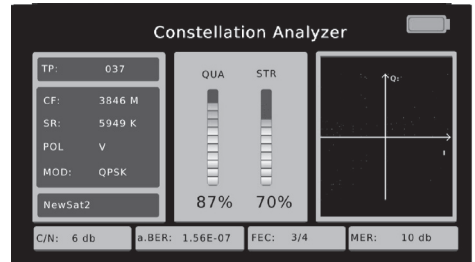 Constellation Analyzer
TP: 037
CF: 3846 M
SR: 5949 K
POL V
MOD: QPSK
NewSat2
QUA STR
87% 70%
Q:
I
C/N: 6 db a.BER: 1.56E-07 FEC: 3/4 MER: 10 db